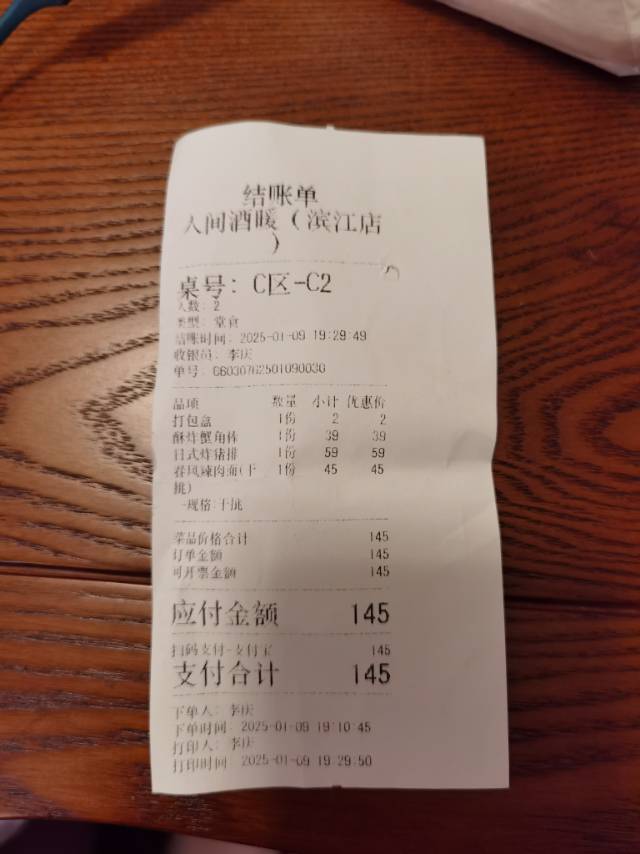 结账单
人间酒暖（滨江店
）
桌号：C区-C2
人数：2
类型：堂食
结账时间：2025-01-09 19:29:49
收银员：李庆
单号：
品项 数量 小计 优惠价
打包盒 1份 2 2
酥炸蟹角棒 1份 39 39
日式炸猪排 1份 59 59
春风辣肉面(干 1份 45 45
挑)
-规格:干挑
菜品价格合计 145
订单金额 145
可开票金额 145
应付金额 145
扫码支付-支付宝 145
支付合计 145
下单人：李庆
下单时间：2025-01-09 19:10:45
打印人：李庆
打印时间：2025-01-09 19:29:50